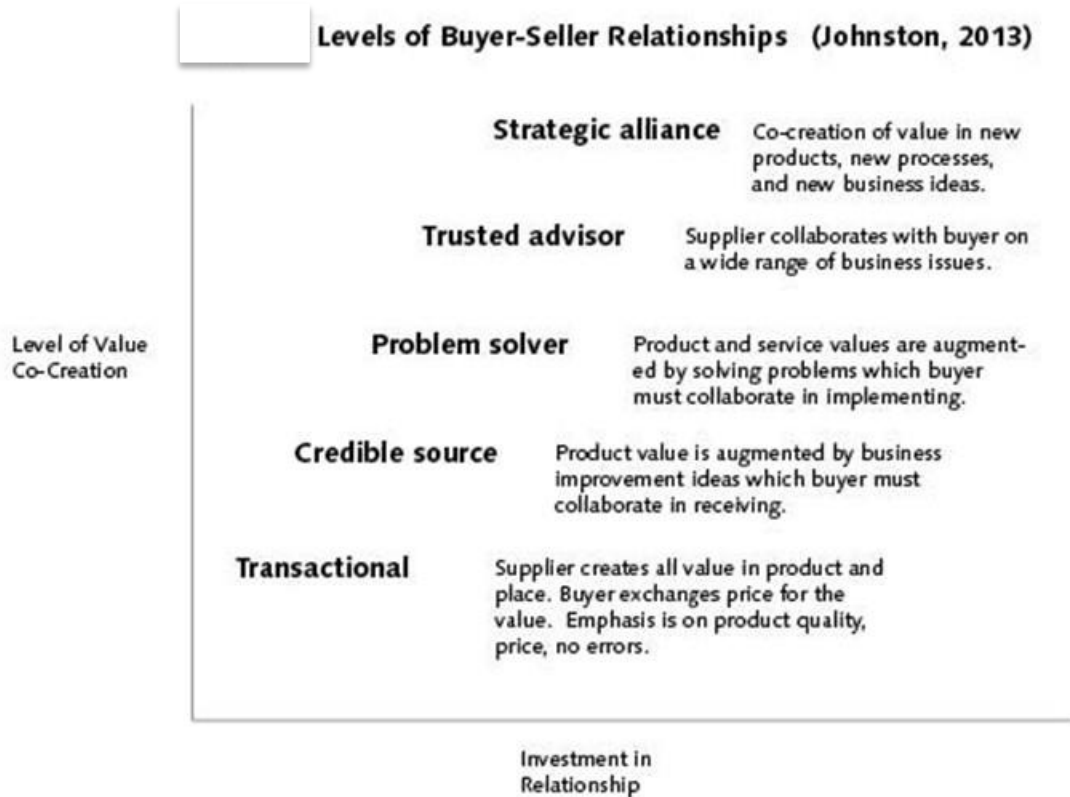 Levels of Buyer-Seller Relationships (Johnston, 2013)
Strategic alliance
Co-creation of value in new
products, new processes,
and new business ideas.
Trusted advisor
Supplier collaborates with buyer on
a wide range of business issues.
Level of Value
Co-Creation
Problem solver
Product and service values are augment-
ed by solving problems which buyer
must collaborate in implementing.
Credible source
Product value is augmented by business
improvement ideas which buyer must
collaborate in receiving.
Transactional
Supplier creates all value in product and
place. Buyer exchanges price for the
value. Emphasis is on product quality,
price, no errors.
Investment in
Relationship